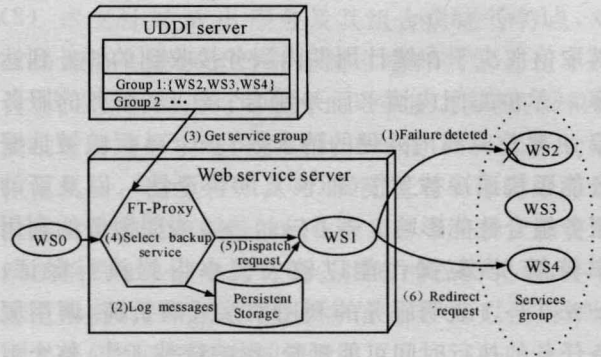 UDDI server
Group 1:{WS2,WS3,WS4}
Group 2 ...
(3) Get service group
(1)Failure deteted
WS2
Web service server
FT-Proxy
WS3
WS0
(4)Select backup
service
(5)Dispatch
request
WS1
WS4
(2)Log messages
Persistent
Storage
(6) Redirect
request
Services
group